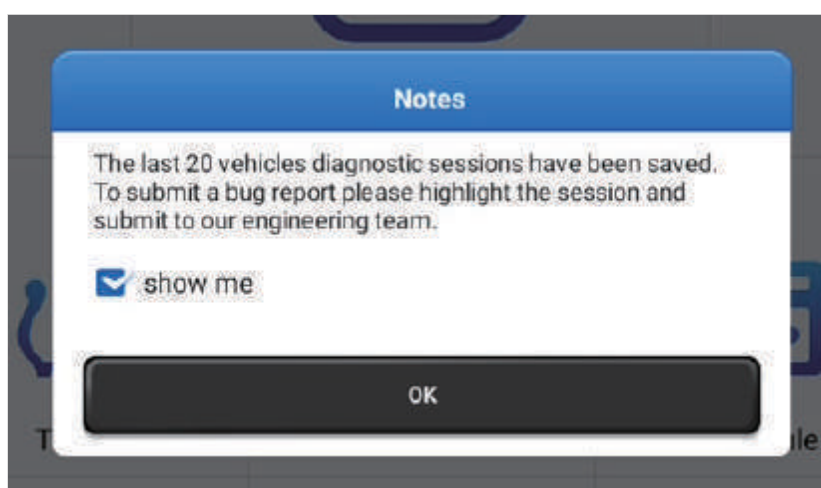 Notes
The last 20 vehicles diagnostic sessions have been saved.
To submit a bug report please highlight the session and
submit to our engineering team.
show me
OK
T
le